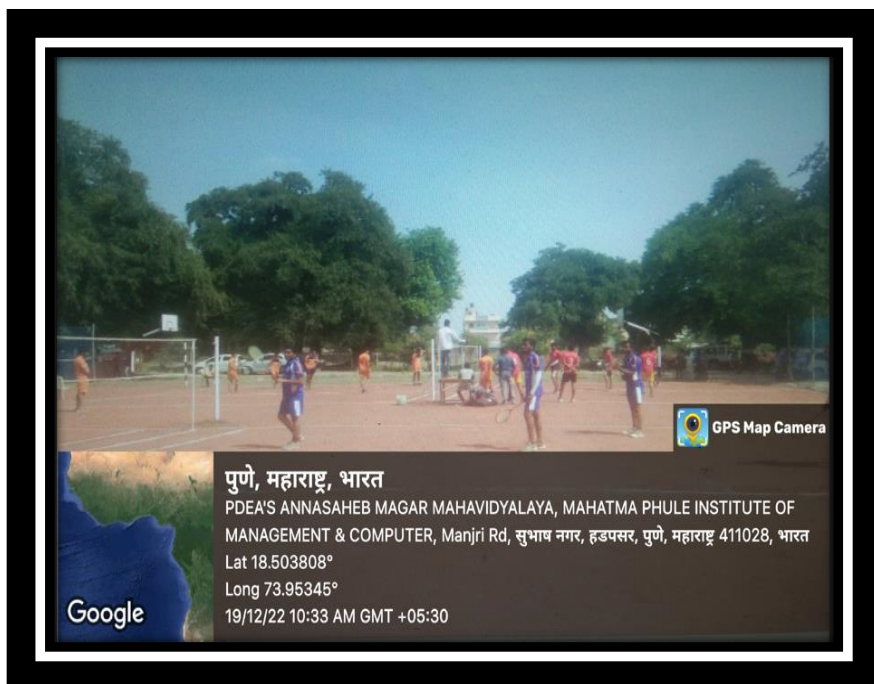 GPS Map Camera
पुणे, महाराष्ट्र, भारत
PDEA'S ANNASAHEB MAGAR MAHAVIDYALAYA, MAHATMA PHULE INSTITUTE OF
MANAGEMENT & COMPUTER, Manjri Rd, सुभाष नगर, हडपसर, पुणे, महाराष्ट्र 411028, भारत
Lat 18.503808°
Long 73.95345°
19/12/22 10:33 AM GMT +05:30
Google